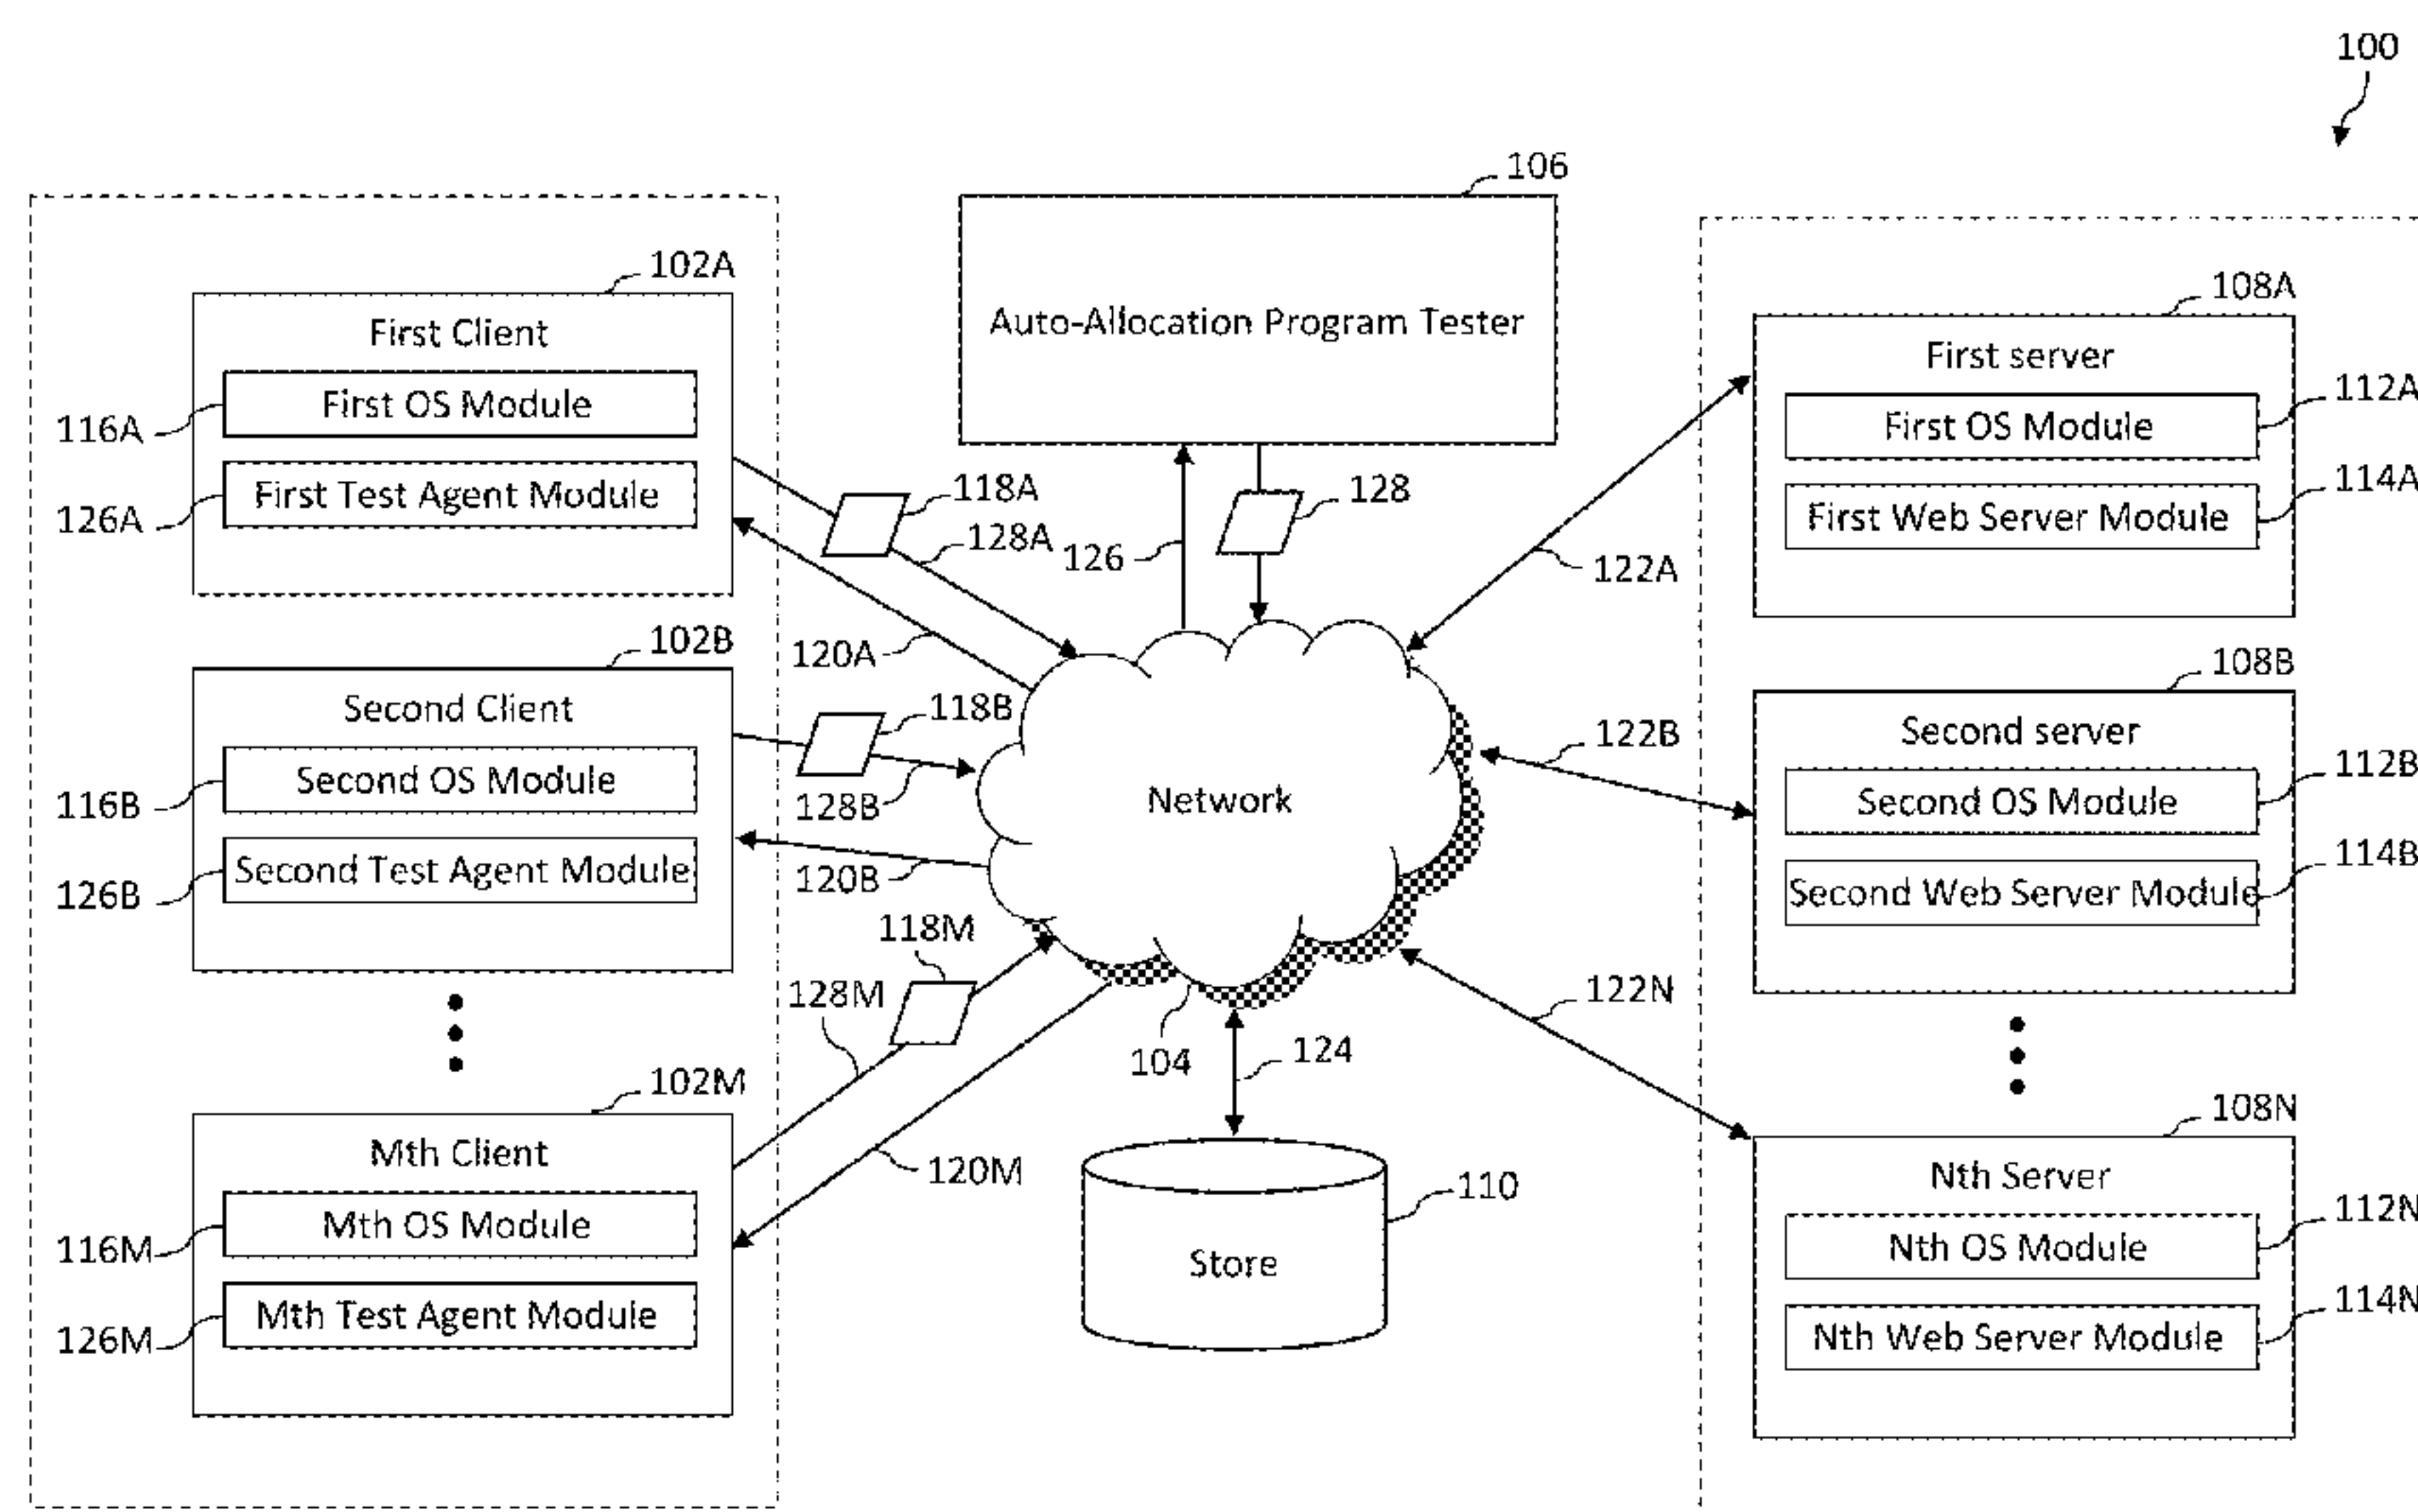 100
106
Auto-Allocation Program Tester
102A
First Client
First OS Module
116A
First Test Agent Module
126A
118A
128A
126
128
120A
108A
First server
First OS Module
112A
First Web Server Module
114A
122A
102B
Second Client
Second OS Module
116B
Second Test Agent Module
126B
118B
128B
120B
Network
104
108B
Second server
Second OS Module
112B
Second Web Server Module
114B
122B
118M
128M
102M
Mth Client
Mth OS Module
116M
Mth Test Agent Module
126M
120M
124
Store
110
122N
108N
Nth Server
Nth OS Module
112N
Nth Web Server Module
114N